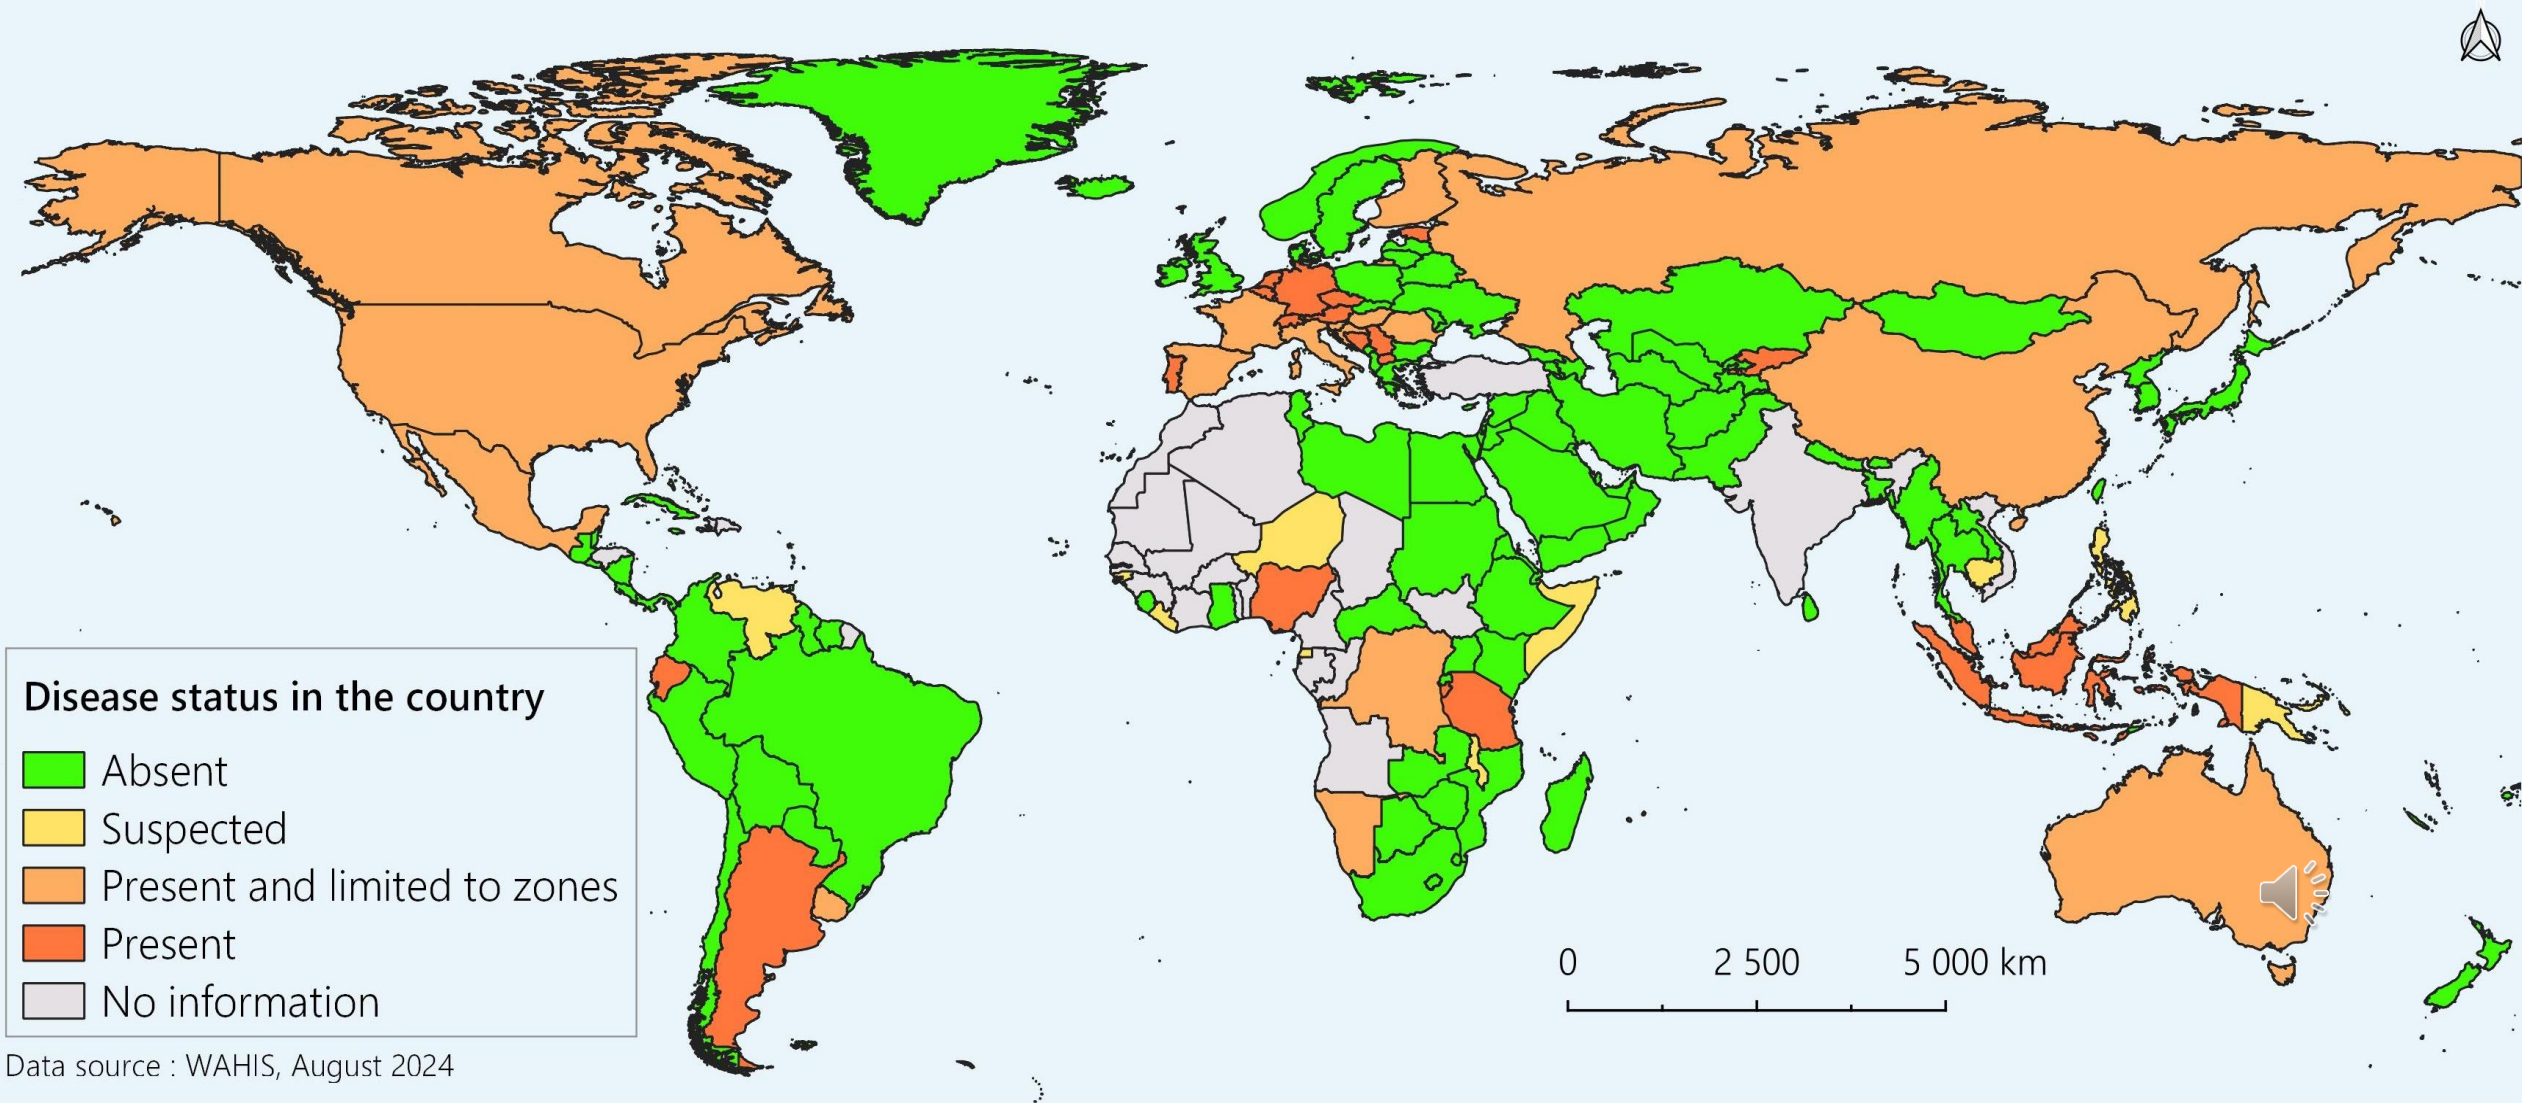 Disease status in the country
Absent
Suspected
Present and limited to zones
Present
No information
Data source : WAHIS, August 2024
0 2 500 5 000 km